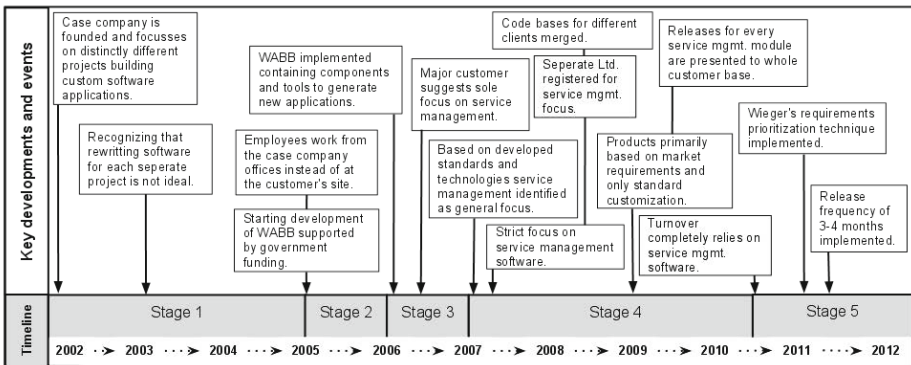 Key developments and events
Case company is
founded and focusses
on distinctly different
projects building
custom software
applications.
Recognizing that
rewritting software
for each seperate
project is not ideal.
WABB implemented
containing components
and tools to generate
new applications.
Employees work from
the case company
offices instead of
at the customer's site.
Starting development
of WABB supported
by government
funding.
Major customer
suggests sole
focus on service
management.
Based on developed
standards and
technologies service
management identified
as general focus.
Code bases for different
clients merged.
Seperate Ltd.
registered for
service mgmt.
focus.
Strict focus on
service management
software.
Releases for every
service mgmt. module
are presented to whole
customer base.
Products primarily
based on market
requirements and
only standard
customization.
Turnover
completely relies on
service mgmt.
software.
Wieger's requirements
prioritization technique
implemented.
Release
frequency of
3-4 months
implemented.
Timeline
Stage 1 Stage 2 Stage 3 Stage 4 Stage 5
2002 2003 2004 2005 2006 2007 2008 2009 2010 2011 2012